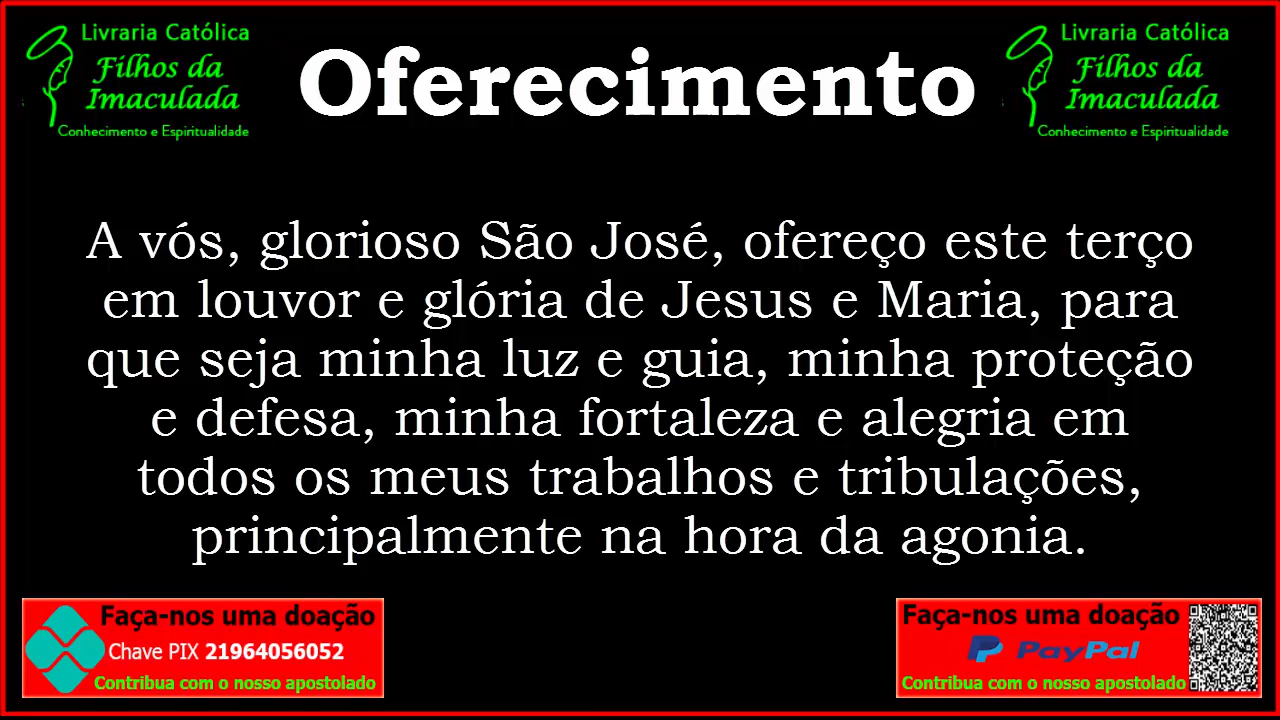 Livraria Católica
Filhos da
Imaculada
Conhecimento e Espiritualidade
Oferecimento
Livraria Católica
Filhos da
Imaculada
Conhecimento e Espiritualidade
A vós, glorioso São José, ofereço este terço
em louvor e glória de Jesus e Maria, para
que seja minha luz e guia, minha proteção
e defesa, minha fortaleza e alegria em
todos os meus trabalhos e tribulações,
principalmente na hora da agonia.
Faça-nos uma doação
Chave PIX 21964056052
Contribua com o nosso apostolado
Faça-nos uma doação
PayPal
Contribua com o nosso apostolado